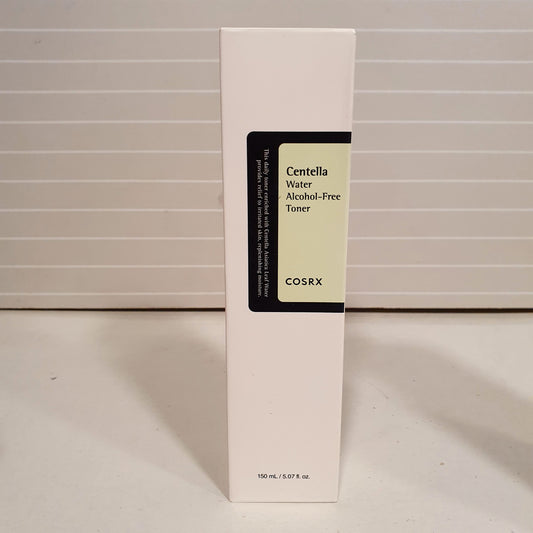 Centella
Water
Alcohol-Free
Toner
COSRX
This daily toner enriched with Centella Asiatica Leaf Water
provides relief to irritated skin, replenishing moisture.
150 mL / 5.07 fl. oz.